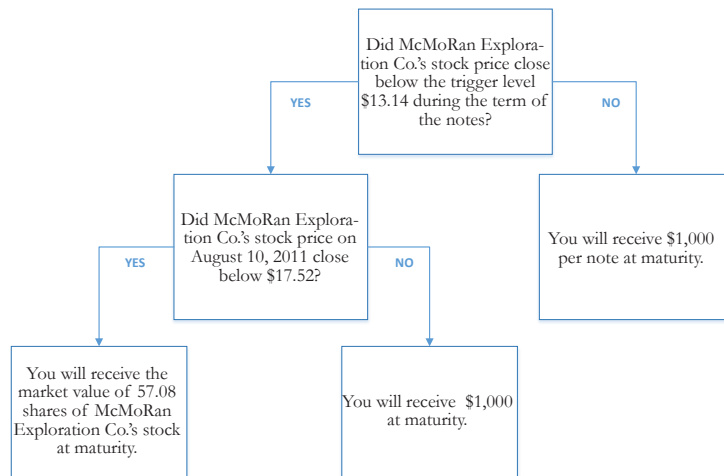 Did McMoRan Explora-
tion Co.'s stock price close
below the trigger level
$13.14 during the term of
the notes?
YES
NO
Did McMoRan Explora-
tion Co.'s stock price on
August 10, 2011 close
below $17.52?
You will receive $1,000
per note at maturity.
YES
NO
You will receive the
market value of 57.08
shares of McMoRan
Exploration Co.'s stock
at maturity.
You will receive $1,000
at maturity.